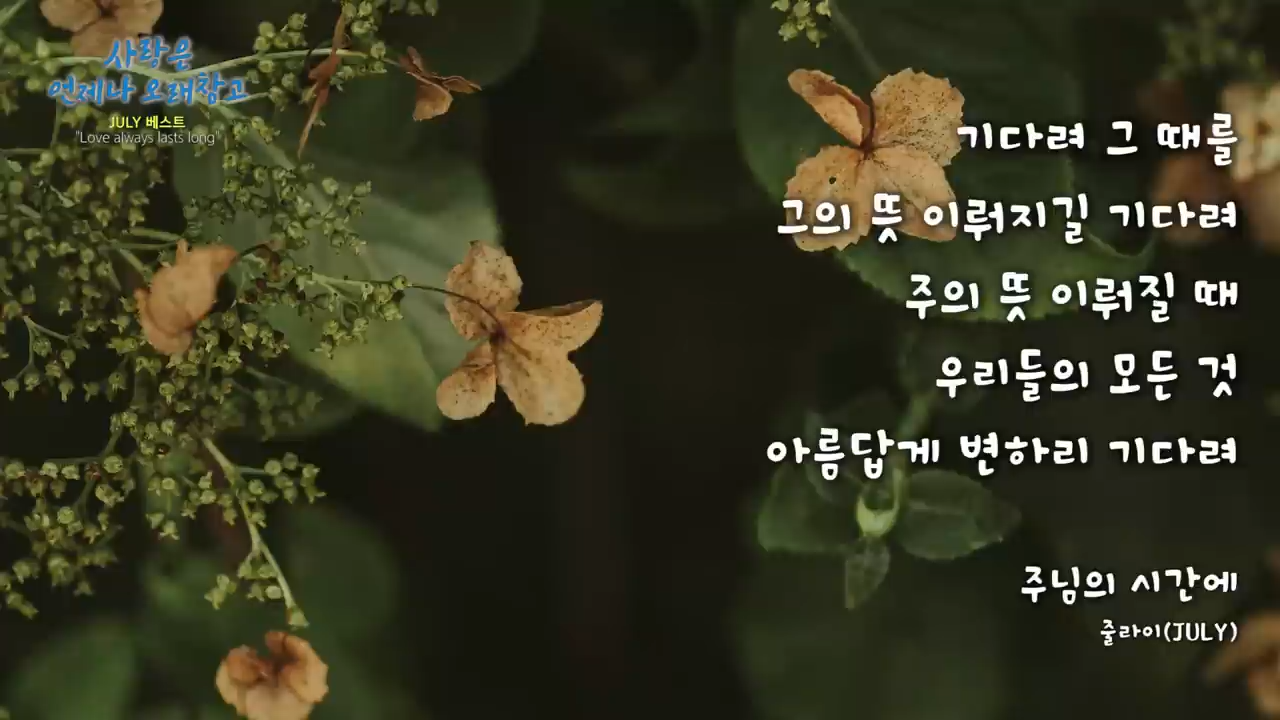 사랑은
언제나 오래참고
JULY 베스트
"Love always lasts long"
기다려 그 때를
그의 뜻 이뤄지길 기다려
주의 뜻 이뤄질 때
우리들의 모든 것
아름답게 변하리 기다려
주님의 시간에
줄라이(JULY)